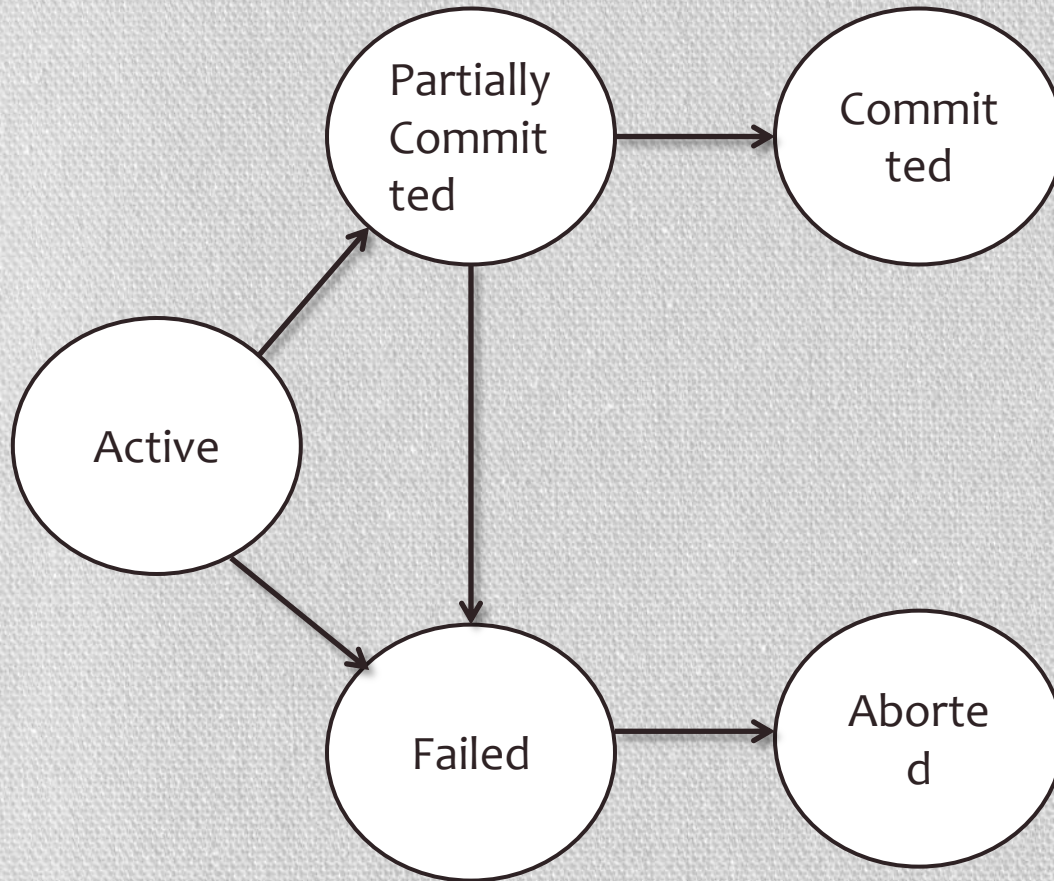 Partially
Commit
ted
Commit
ted
Active
Failed
Aborte
d